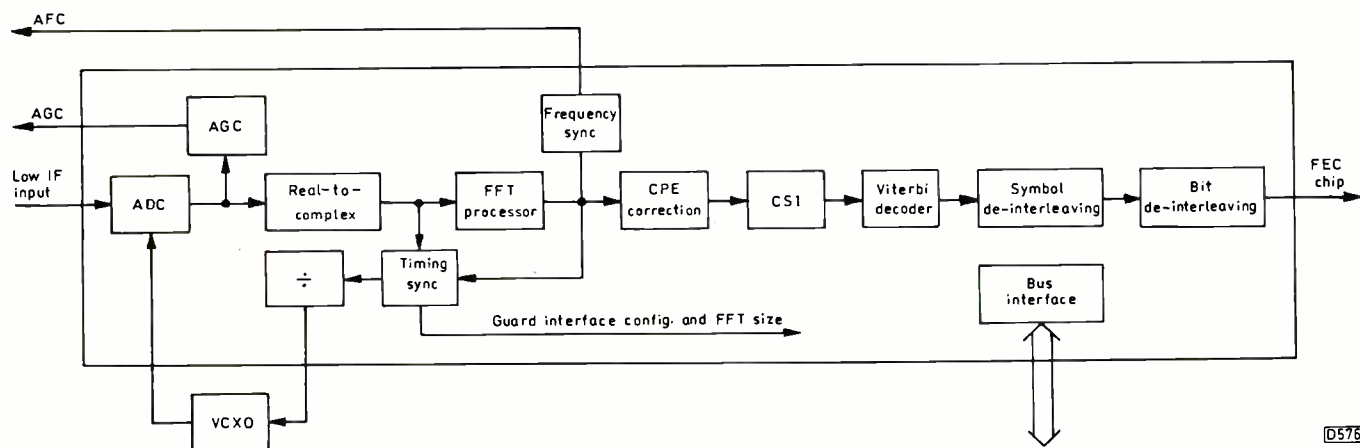 AFC
AGC
AGC
Frequency
sync
Low IF
input
ADC
Real-to-
complex
FFT
processor
CPE
correction
CS1
Viterbi
decoder
Symbol
de-interleaving
Bit
de-interleaving
FEC
chip
÷
Timing
sync
Bus
interface
Guard interface config. and FFT size
VCXO
D576